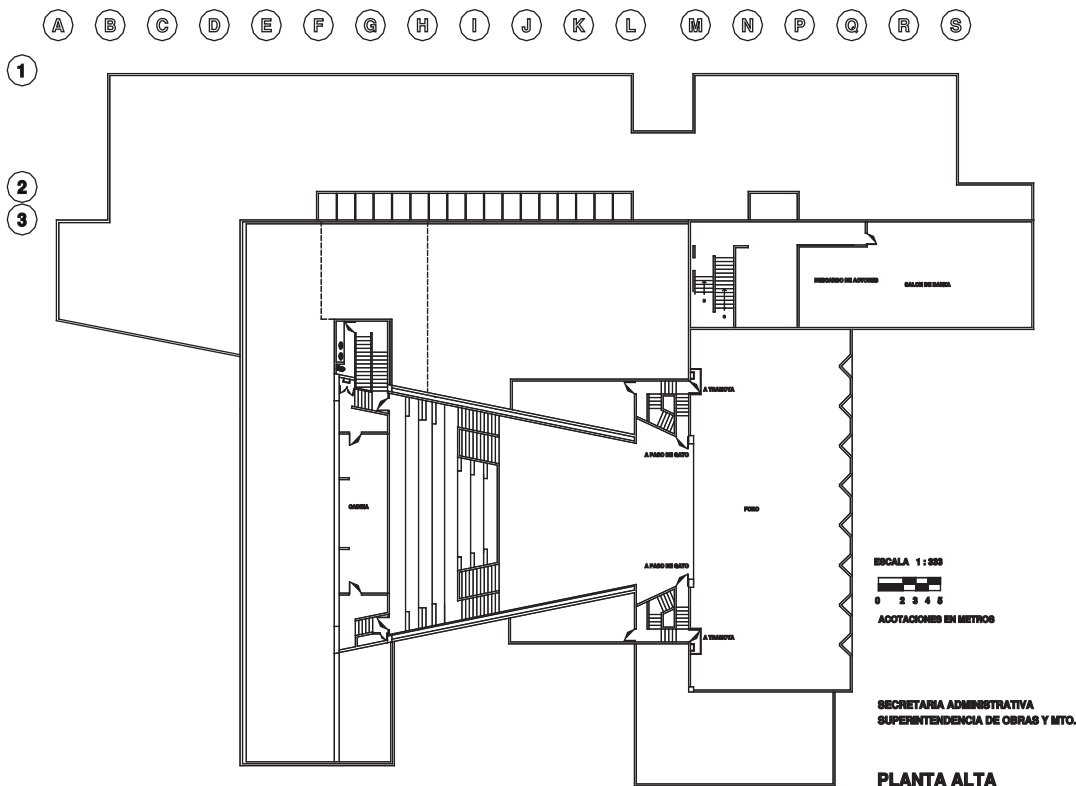 A B C D E F G H I J K L M N P Q R S
1
2
3
DESCANSO DE ACTORES
SALON DE DANZA
A TRAMOYA
A PASO DE GATO
CABINA
FORO
A PASO DE GATO
A TRAMOYA
ESCALA 1 : 333
0 2 3 4 5
ACOTACIONES EN METROS
SECRETARIA ADMINISTRATIVA
SUPERINTENDENCIA DE OBRAS Y MTO.
PLANTA ALTA